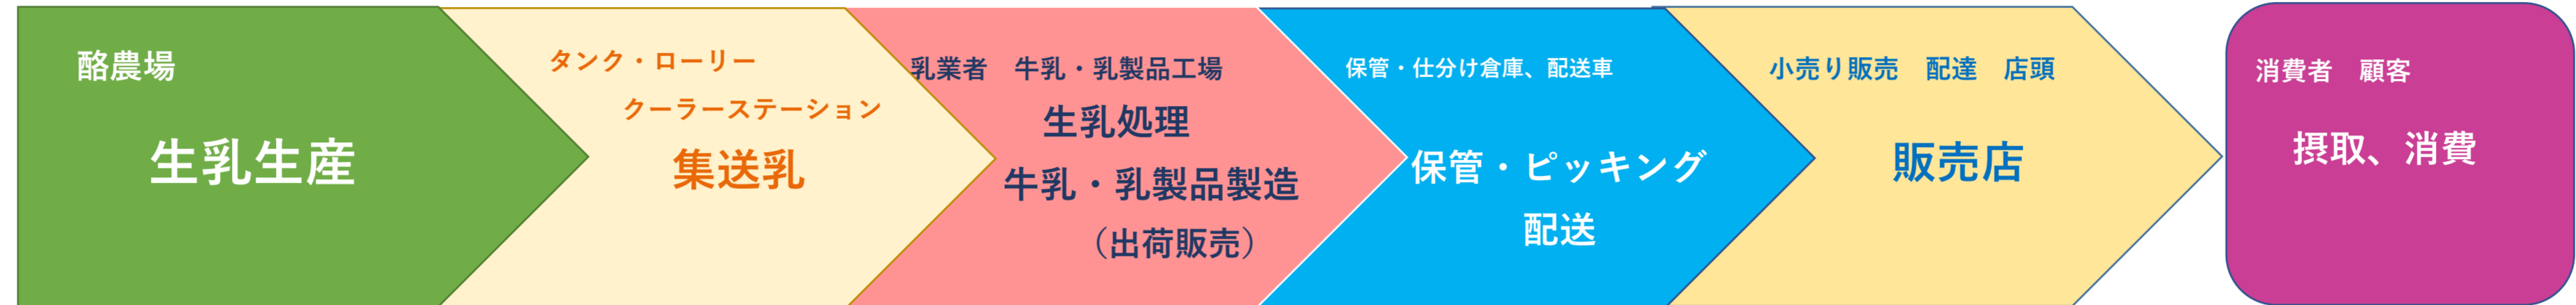 酪農場
生乳生産
タンク・ローリー
クーラーステーション
集送乳
乳業者　牛乳・乳製品工場
生乳処理
牛乳・乳製品製造
（出荷販売）
保管・仕分け倉庫、配送車
保管・ピッキング
配送
小売り販売　配達　店頭
販売店
消費者　顧客
摂取、消費